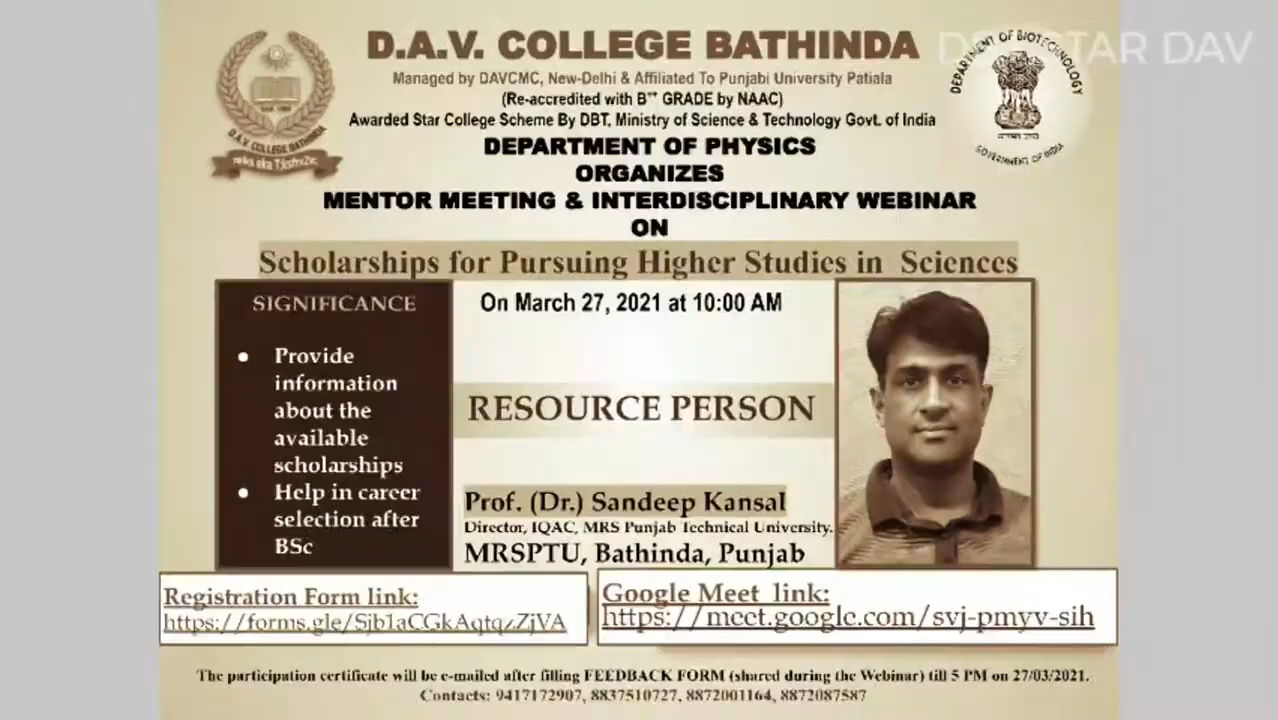 DBT STAR DAV
D.A.V. COLLEGE BATHINDA
Managed by DAVCMC, New-Delhi & Affiliated To Punjabi University Patiala
(Re-accredited with B++ GRADE by NAAC)
Awarded Star College Scheme By DBT, Ministry of Science & Technology Govt. of India
DEPARTMENT OF PHYSICS
ORGANIZES
MENTOR MEETING & INTERDISCIPLINARY WEBINAR
ON
Scholarships for Pursuing Higher Studies in Sciences
D.A.V. COLLEGE BATHINDA
DEPARTMENT OF BIOTECHNOLOGY
GOVERNMENT OF INDIA
SIGNIFICANCE
● Provide
information
about the
available
scholarships
● Help in career
selection after
BSc
On March 27, 2021 at 10:00 AM
RESOURCE PERSON
Prof. (Dr.) Sandeep Kansal
Director, IQAC, MRS Punjab Technical University.
MRSPTU, Bathinda, Punjab
Registration Form link:
https://forms.gle/
Google Meet link:
https://meet.google.com/svj-pmyv-sih
The participation certificate will be e-mailed after filling FEEDBACK FORM (shared during the Webinar) till 5 PM on 27/03/2021.
Contacts: 9417172907, 8837510727, 8872001164, 8872087587